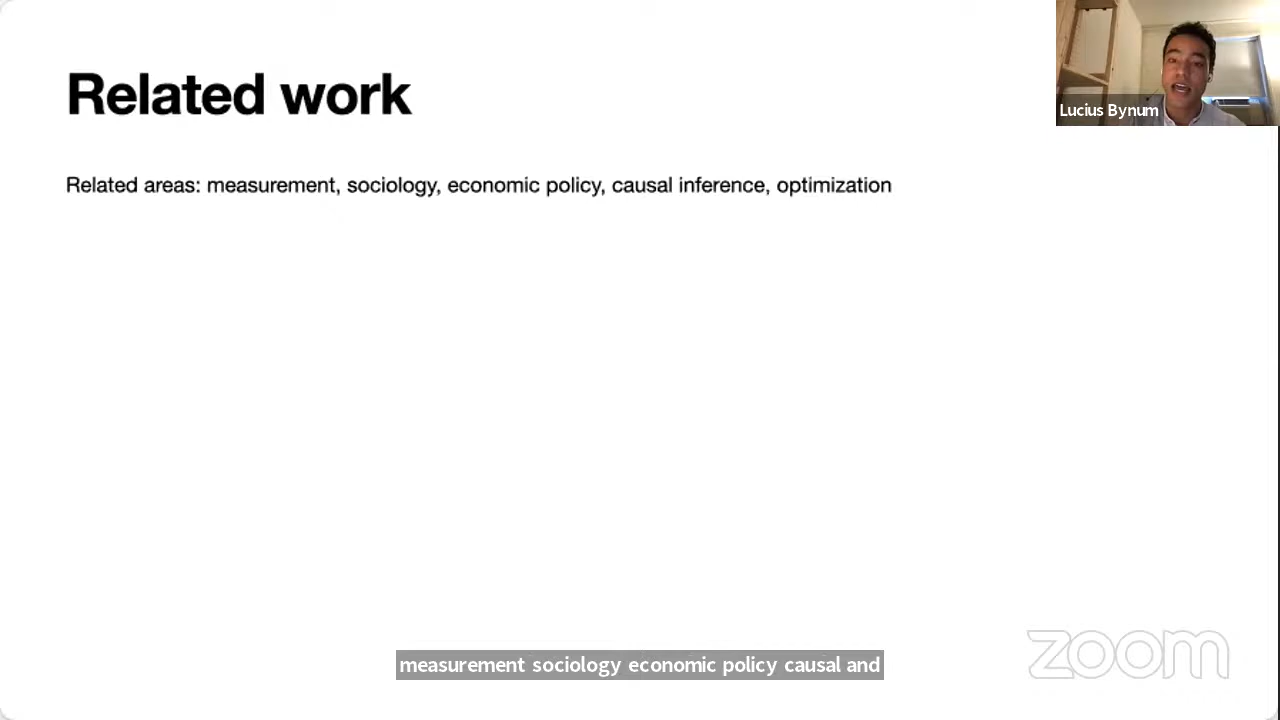 Related work
Lucius Bynum
Related areas: measurement, sociology, economic policy, causal inference, optimization
measurement sociology economic policy causal and
zoom